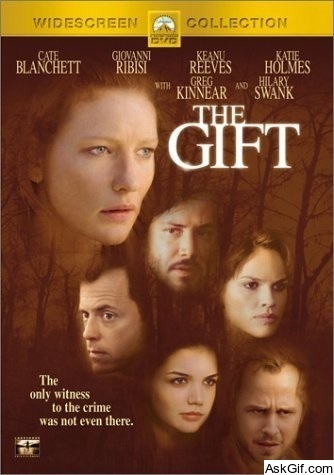 WIDESCREEN COLLECTION
DVD
CATE BLANCHETT
GIOVANNI RIBISI
KEANU REEVES
KATIE HOLMES
WITH GREG KINNEAR AND HILARY SWANK
THE
GIFT
The
only witness
to the crime
was not even there.
AskGif.com